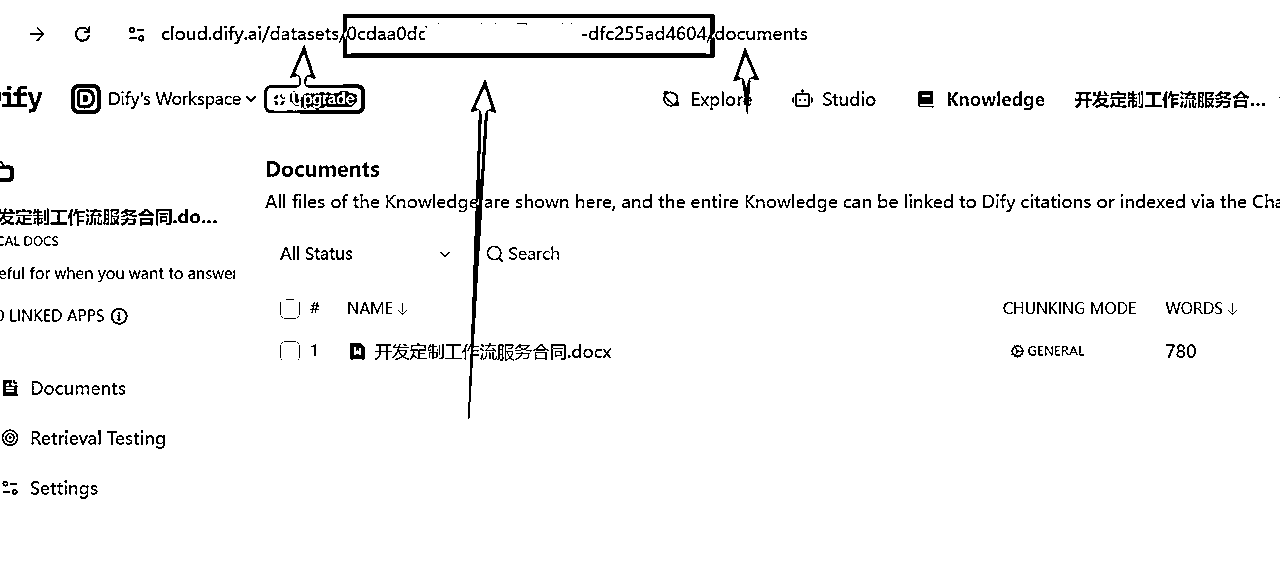 cloud.dify.ai/datasets/0cdaa0dc -dfc255ad4604/documents
Dify Dify's Workspace Upgrade Explore Studio Knowledge 开发定制工作流服务合...
Documents
All files of the Knowledge are shown here, and the entire Knowledge can be linked to Dify citations or indexed via the Cha
发定制工作流服务合同.do...
CAL DOCS
eful for when you want to answer
0 LINKED APPS
All Status Search
# NAME CHUNKING MODE WORDS
1 开发定制工作流服务合同.docx GENERAL 780
Documents
Retrieval Testing
Settings